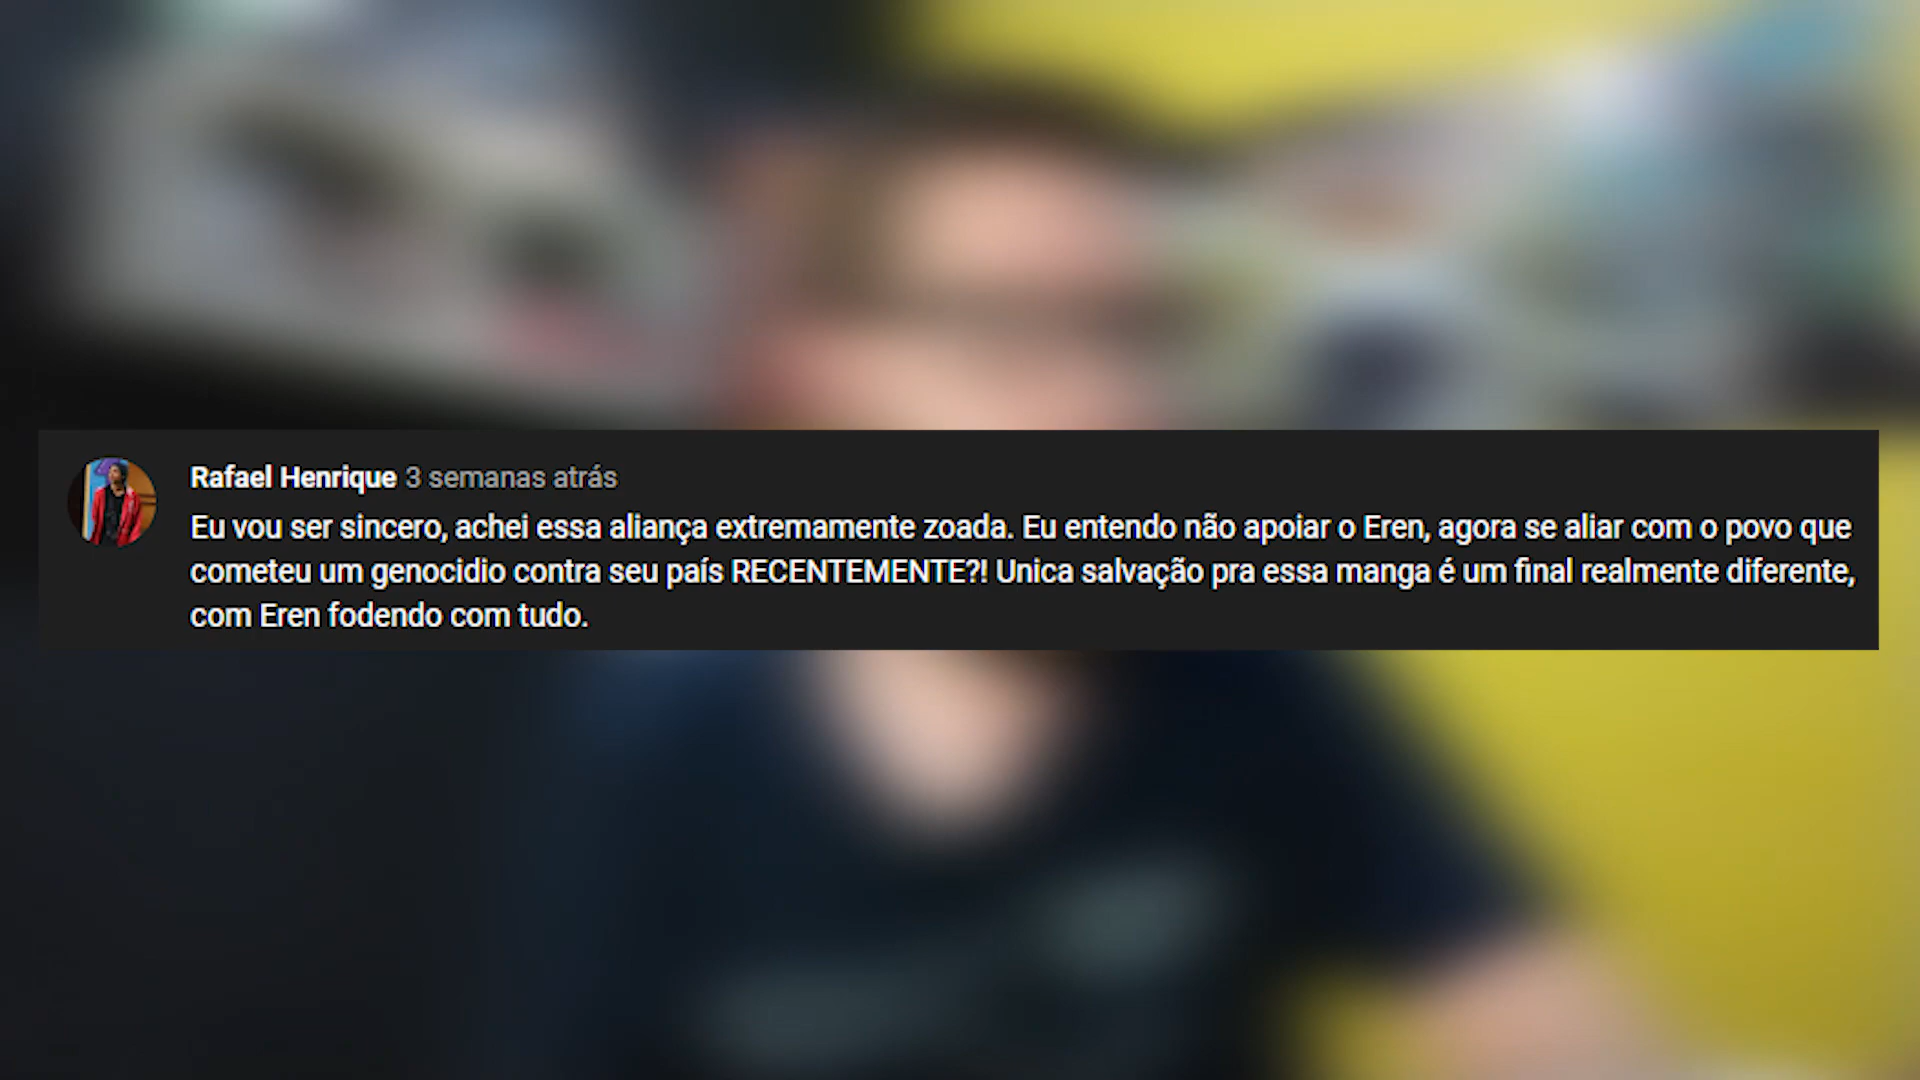 Rafael Henrique 3 semanas atrás
Eu vou ser sincero, achei essa aliança extremamente zoada. Eu entendo não apoiar o Eren, agora se aliar com o povo que
cometeu um genocidio contra seu país RECENTEMENTE?! Unica salvação pra essa manga é um final realmente diferente,
com Eren fodendo com tudo.